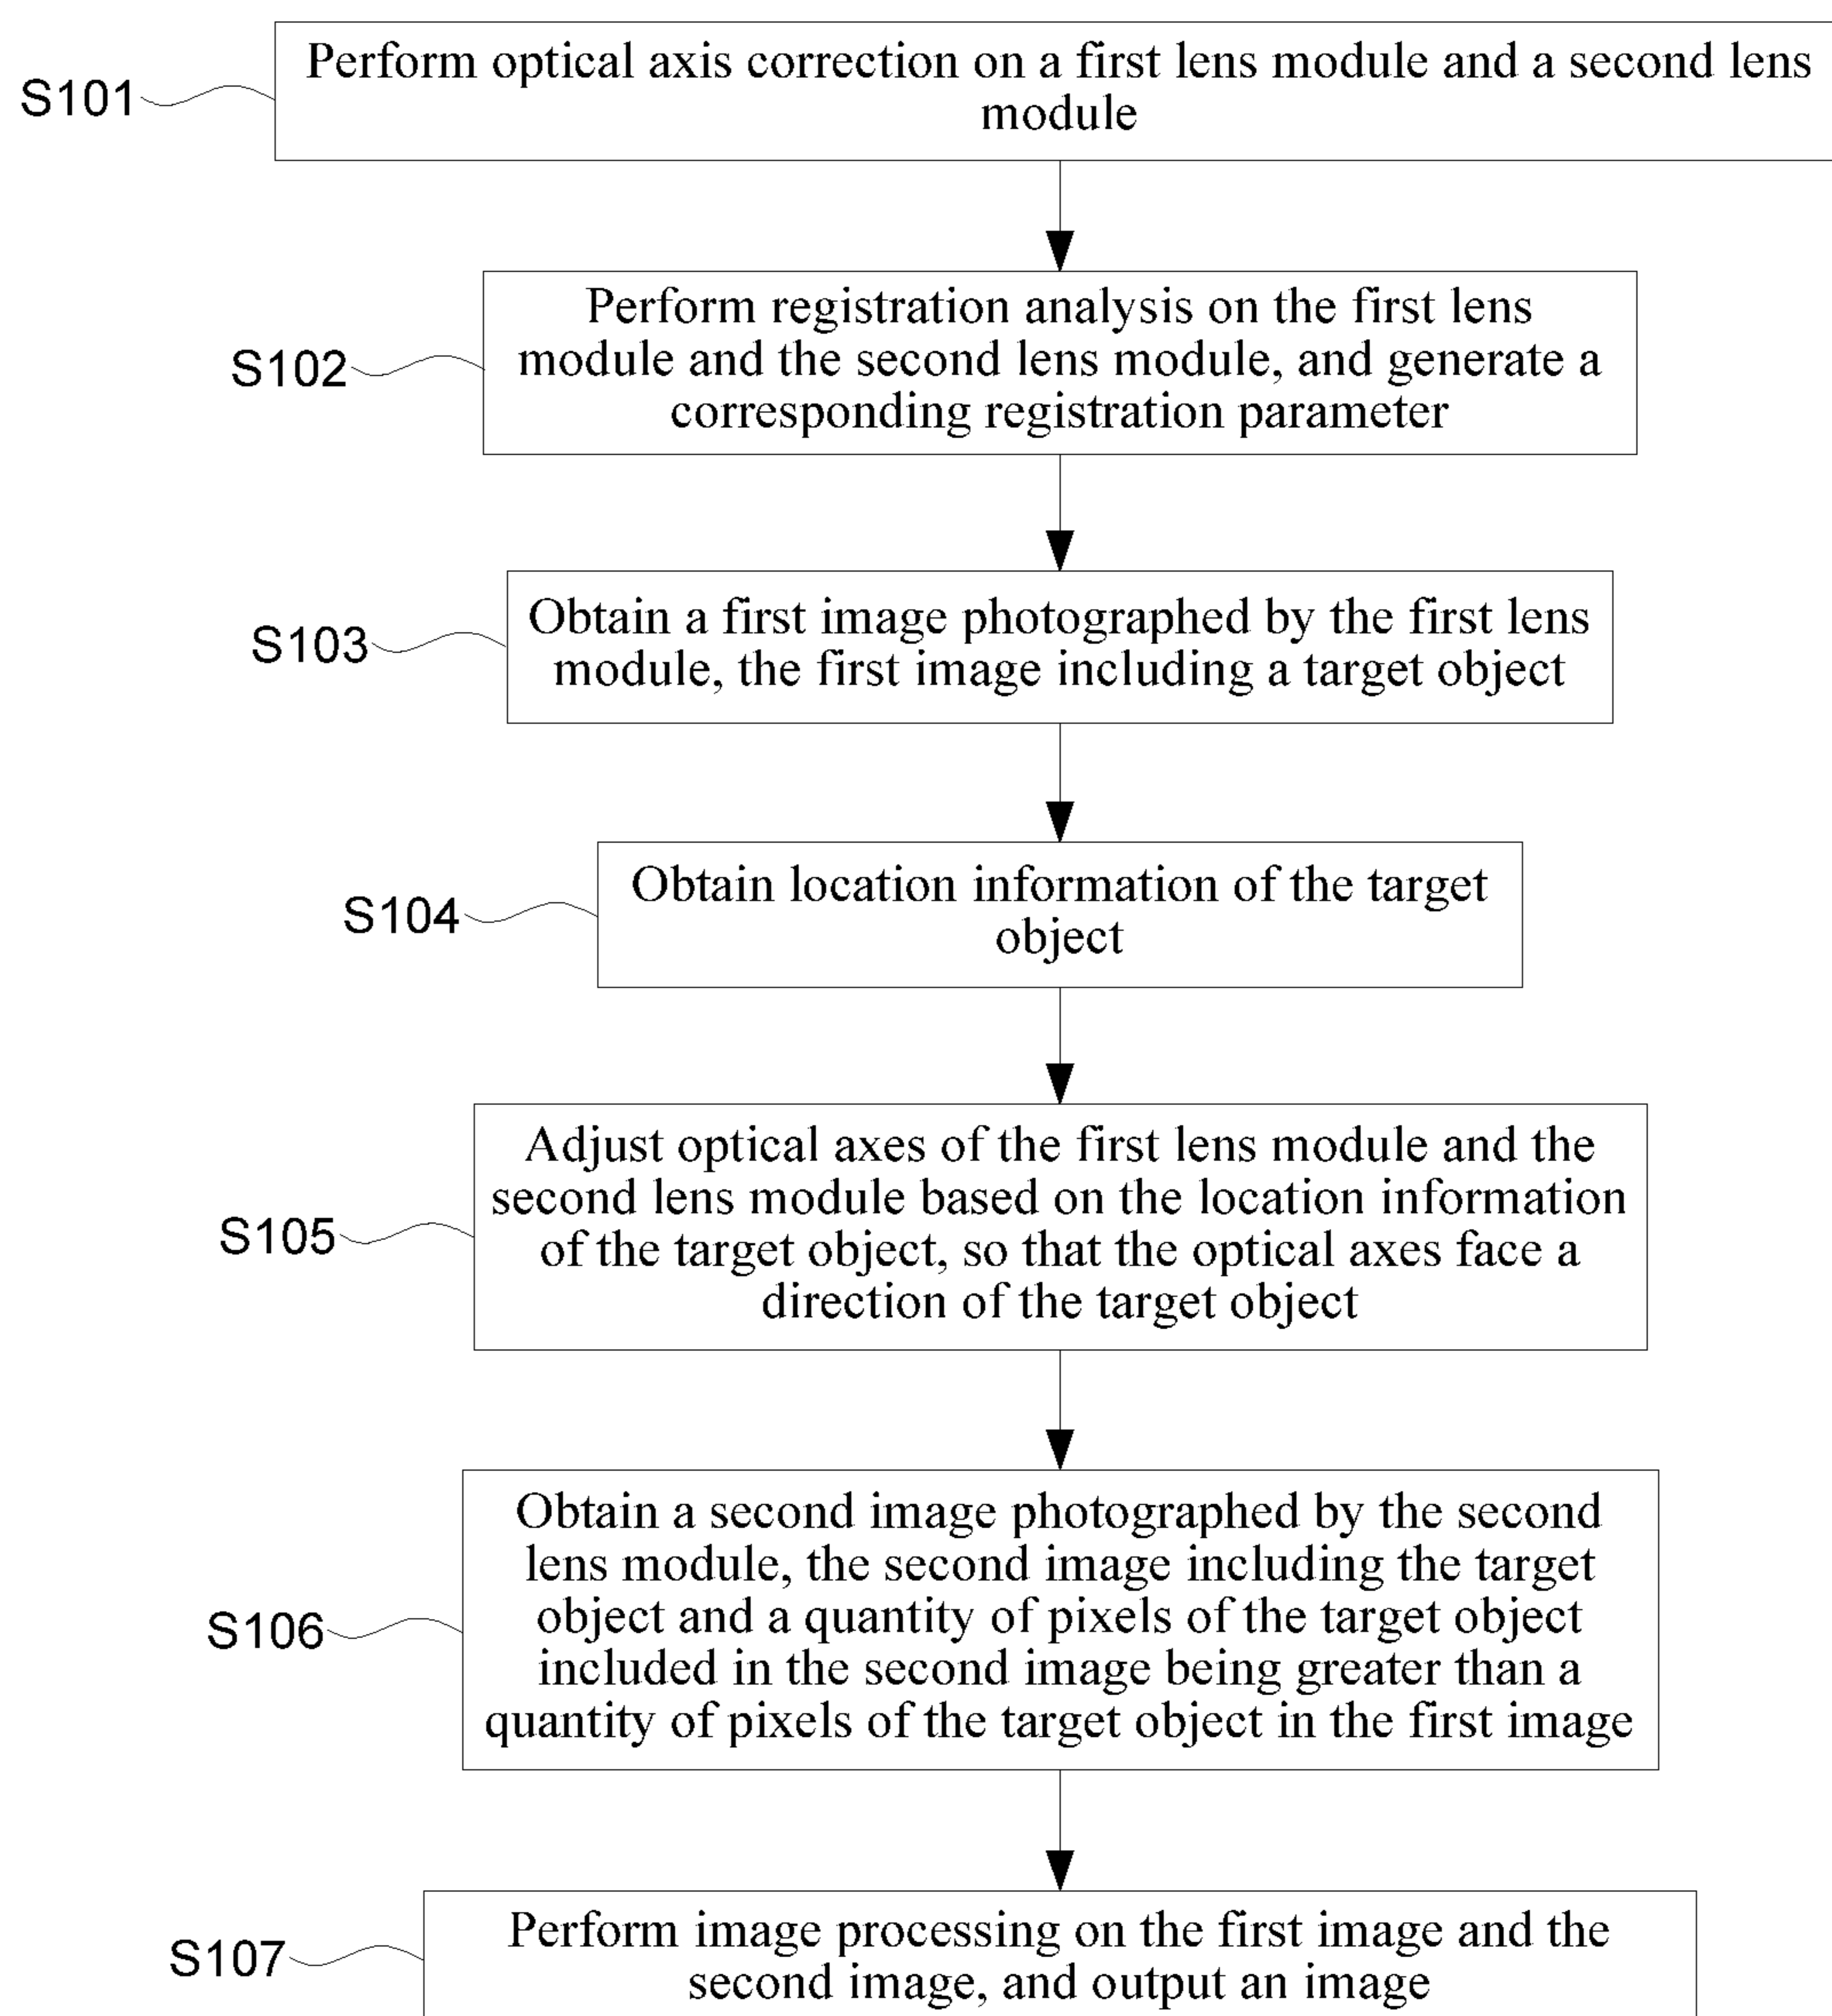 S101
Perform optical axis correction on a first lens module and a second lens
module
S102
Perform registration analysis on the first lens
module and the second lens module, and generate a
corresponding registration parameter
S103
Obtain a first image photographed by the first lens
module, the first image including a target object
S104
Obtain location information of the target
object
S105
Adjust optical axes of the first lens module and the
second lens module based on the location information
of the target object, so that the optical axes face a
direction of the target object
S106
Obtain a second image photographed by the second
lens module, the second image including the target
object and a quantity of pixels of the target object
included in the second image being greater than a
quantity of pixels of the target object in the first image
S107
Perform image processing on the first image and the
second image, and output an image